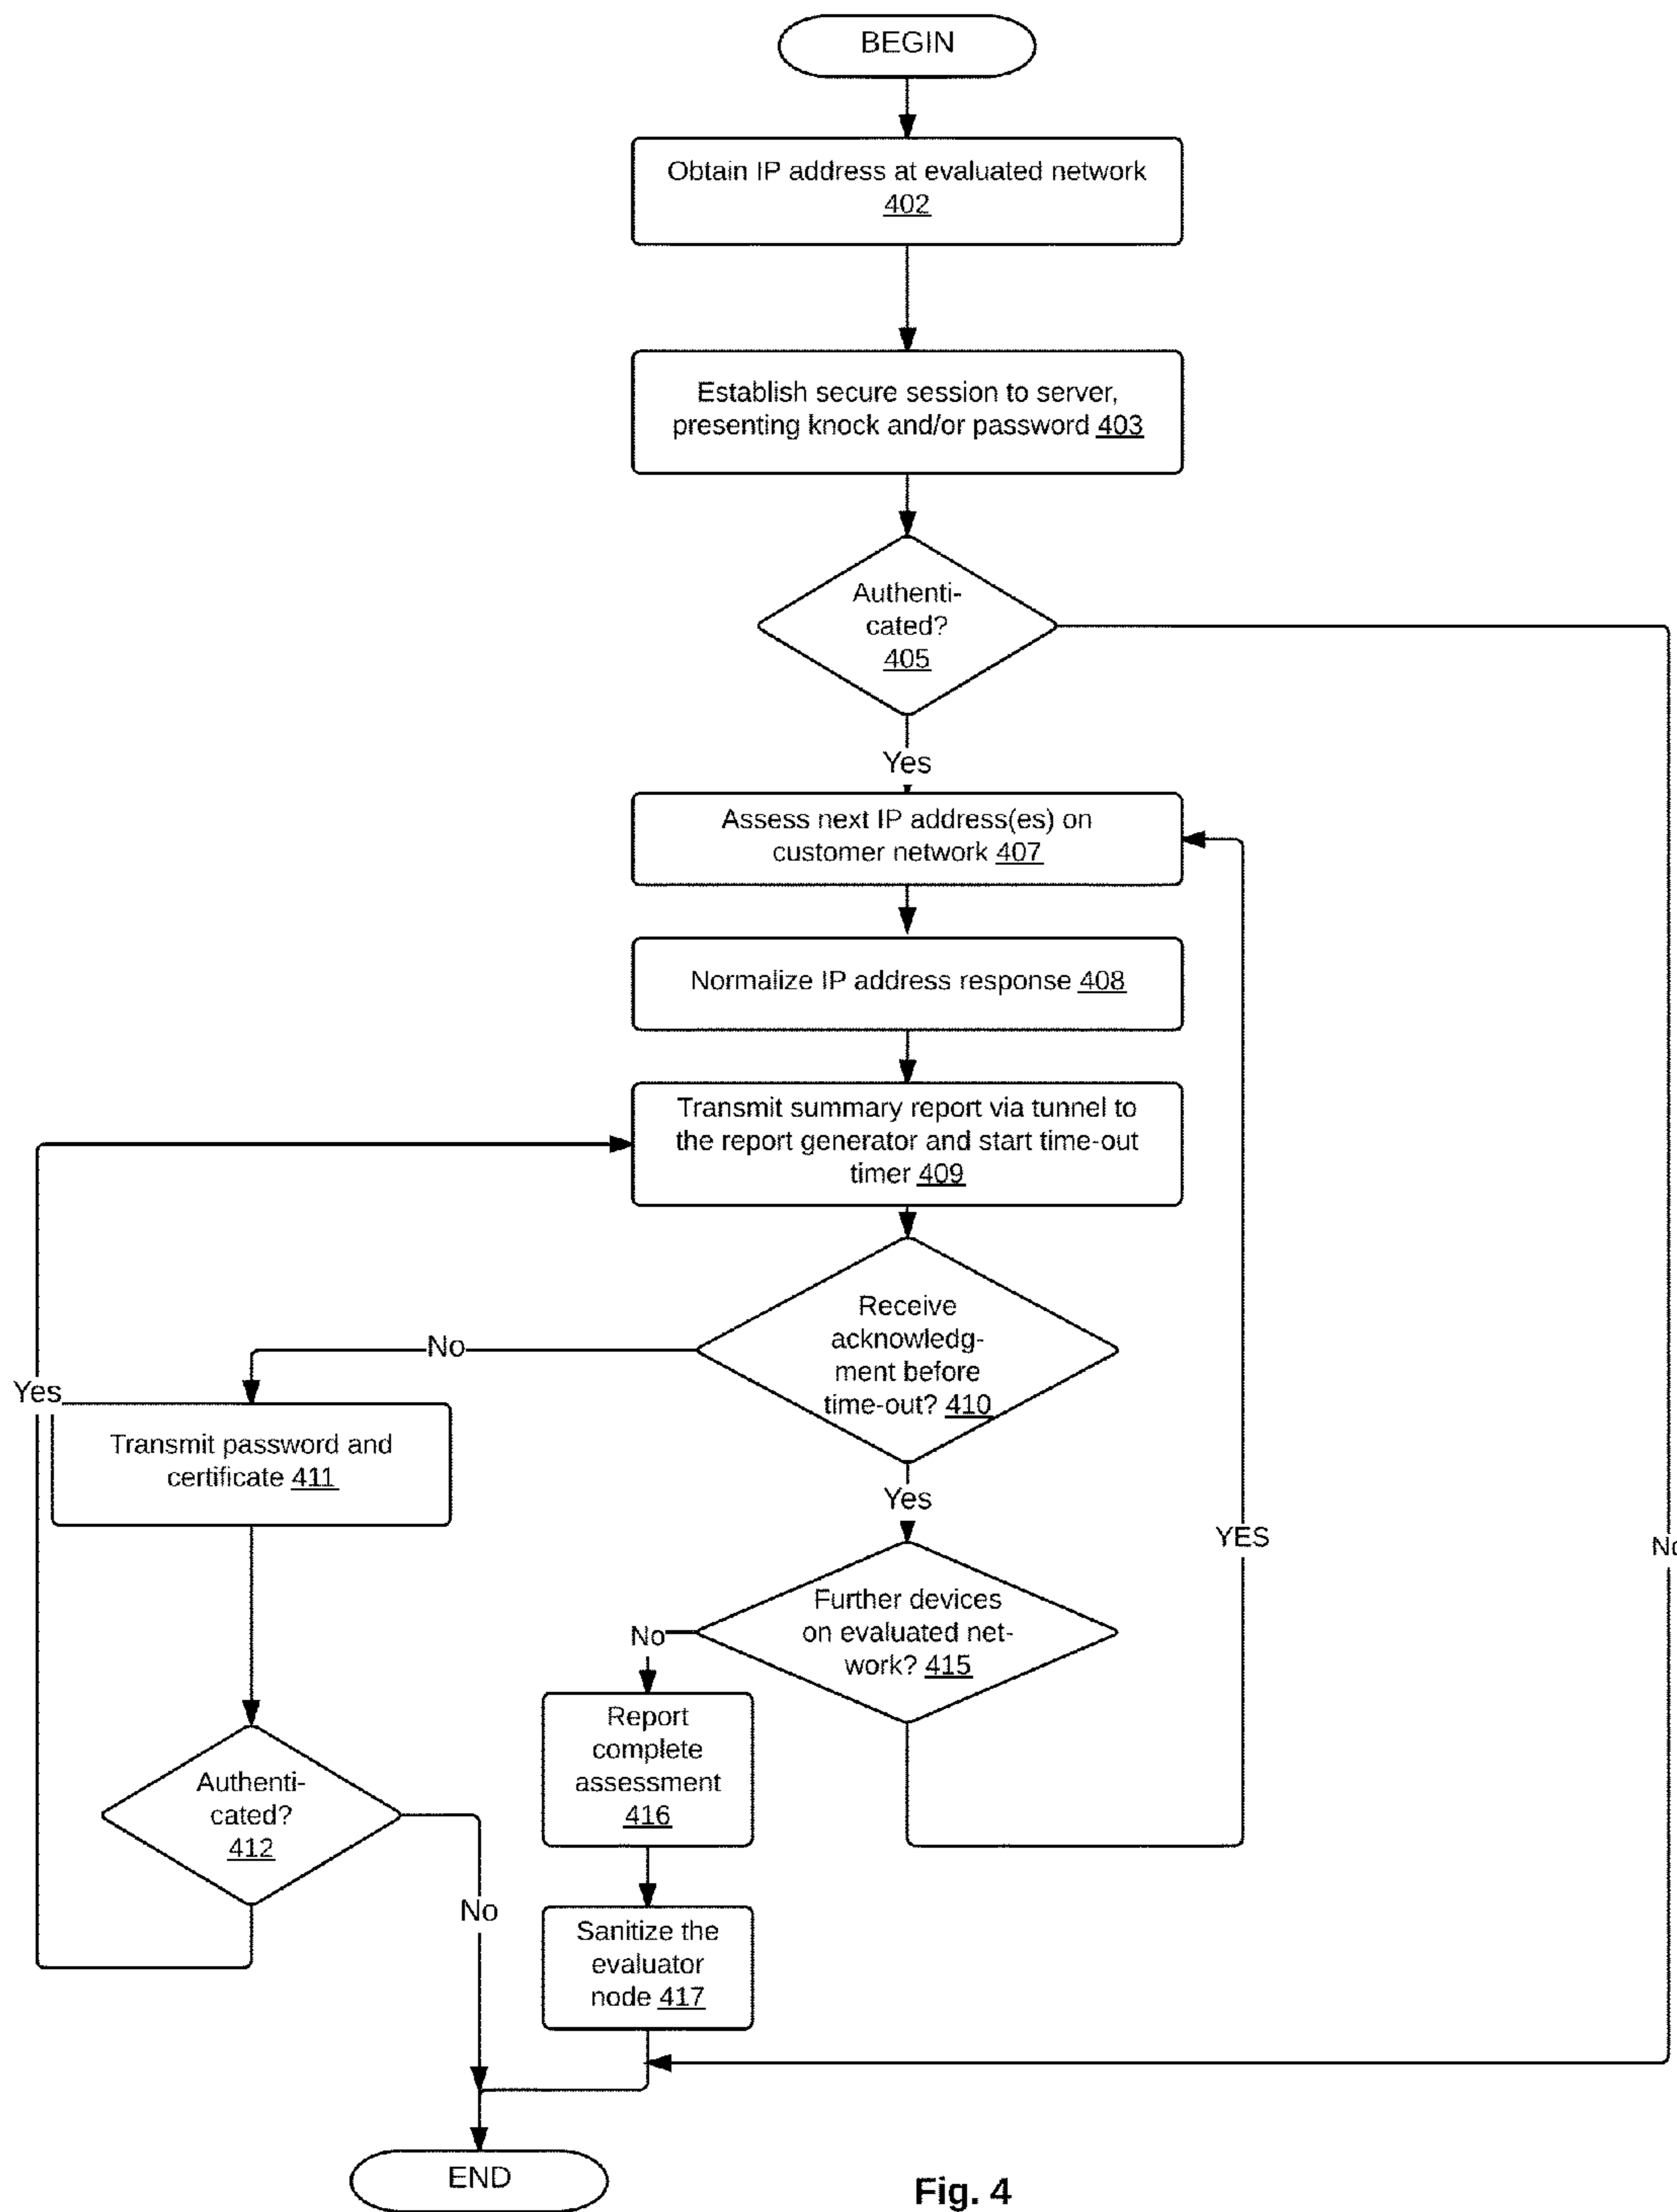 BEGIN
Obtain IP address at evaluated network
402
Establish secure session to server,
presenting knock and/or password 403
Authenti-
cated?
405
Yes
Assess next IP address(es) on
customer network 407
Normalize IP address response 408
Transmit summary report via tunnel to
the report generator and start time-out
timer 409
Receive
acknowledg-
ment before
time-out? 410
No
Yes
Transmit password and
certificate 411
Yes
YES
Further devices
on evaluated net-
work? 415
No
Report
complete
assessment
416
Authenti-
cated?
412
No
Sanitize the
evaluator
node 417
END
Fig. 4